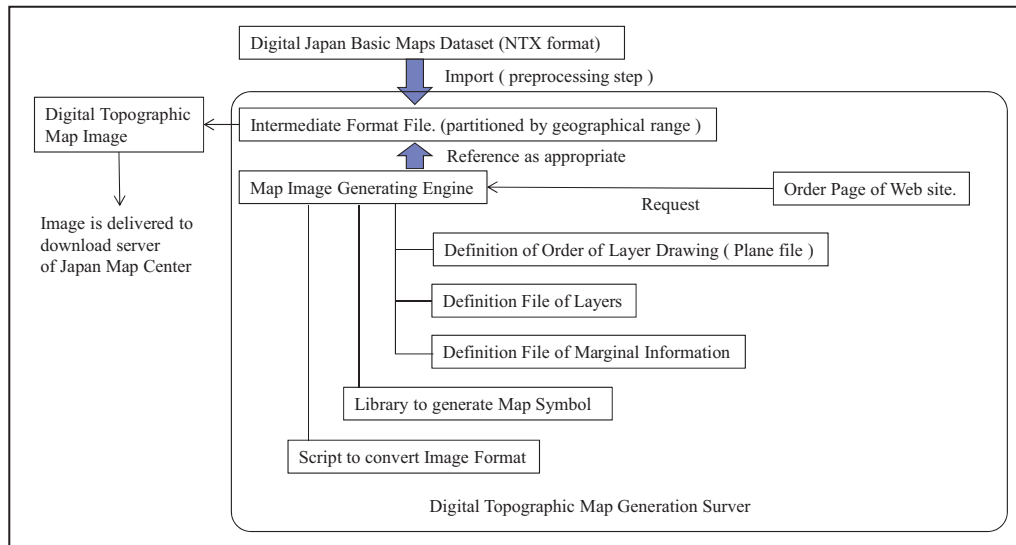 Digital Japan Basic Maps Dataset (NTX format)
Import ( preprocessing step )
Digital Topographic
Map Image
Intermediate Format File. (partitioned by geographical range )
Reference as appropriate
Map Image Generating Engine
Request
Order Page of Web site.
Image is delivered to
download server
of Japan Map Center
Definition of Order of Layer Drawing ( Plane file )
Definition File of Layers
Definition File of Marginal Information
Library to generate Map Symbol
Script to convert Image Format
Digital Topographic Map Generation Surver